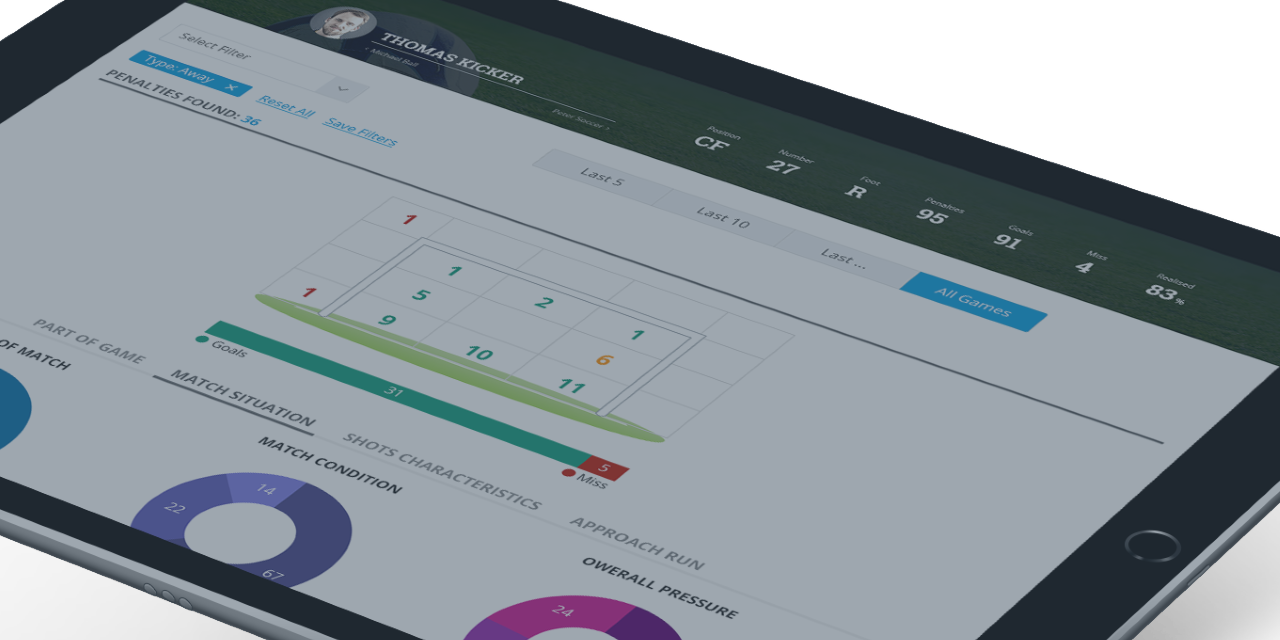 THOMAS KICKER
‹ Michael Ball
Peter Soccer ›
Position
CF
Number
27
Foot
R
Penalties
95
Goals
91
Miss
4
Realised
83%
Select Filter
Type: Away ×
Reset All
Save Filters
PENALTIES FOUND: 36
Last 5
Last 10
Last ...
All Games
1
1
2
1
5
1
9
10
6
11
31
5
Goals
Miss
PART OF GAME
MATCH SITUATION
SHOTS CHARACTERISTICS
APPROACH RUN
OF MATCH
MATCH CONDITION
14
22
67
OVERALL PRESSURE
24